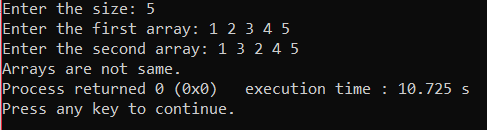 Enter the size: 5
Enter the first array: 1 2 3 4 5
Enter the second array: 1 3 2 4 5
Arrays are not same.
Process returned 0 (0x0)   execution time : 10.725 s
Press any key to continue.